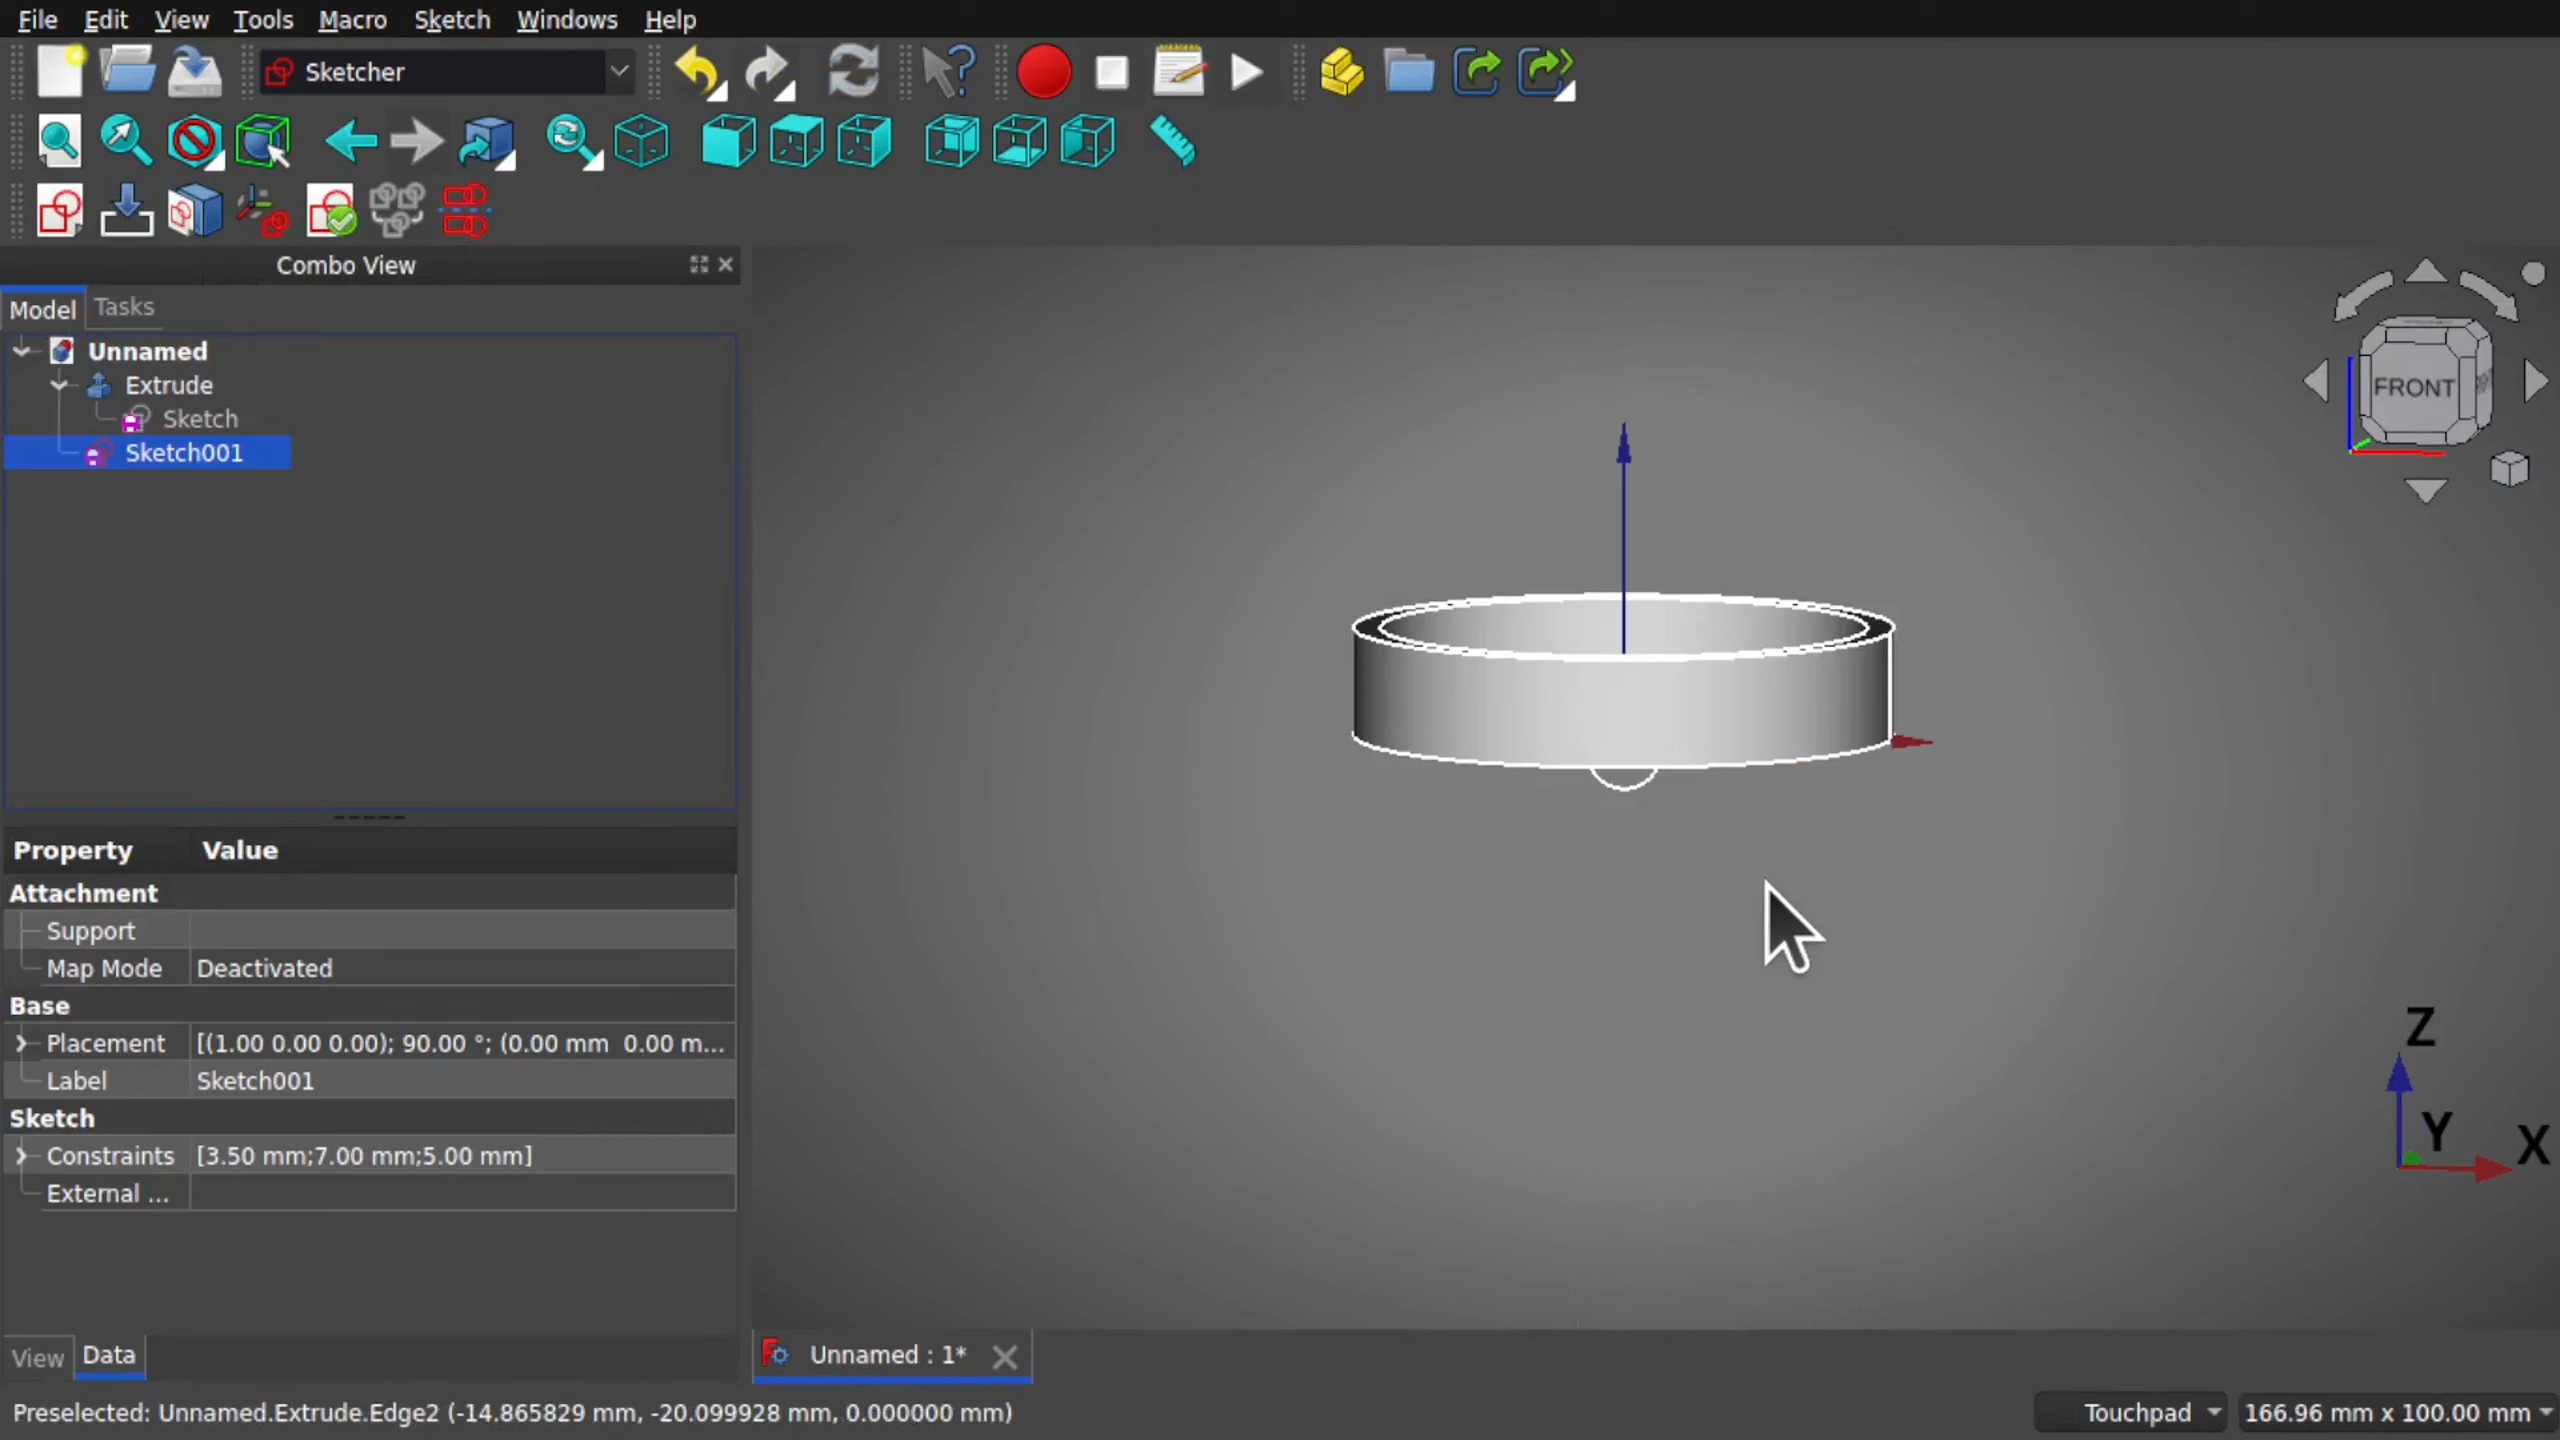 File Edit View Tools Macro Sketch Windows Help
Sketcher
Combo View
Model Tasks
Unnamed
Extrude
Sketch
Sketch001
Property Value
Attachment
Support
Map Mode Deactivated
Base
Placement [(1.00 0.00 0.00); 90.00 °; (0.00 mm 0.00 m...
Label Sketch001
Sketch
Constraints [3.50 mm;7.00 mm;5.00 mm]
External ...
View Data
FRONT
Z
Y
X
Unnamed : 1*
Preselected: Unnamed.Extrude.Edge2 (-14.865829 mm, -20.099928 mm, 0.000000 mm)
Touchpad
166.96 mm x 100.00 mm